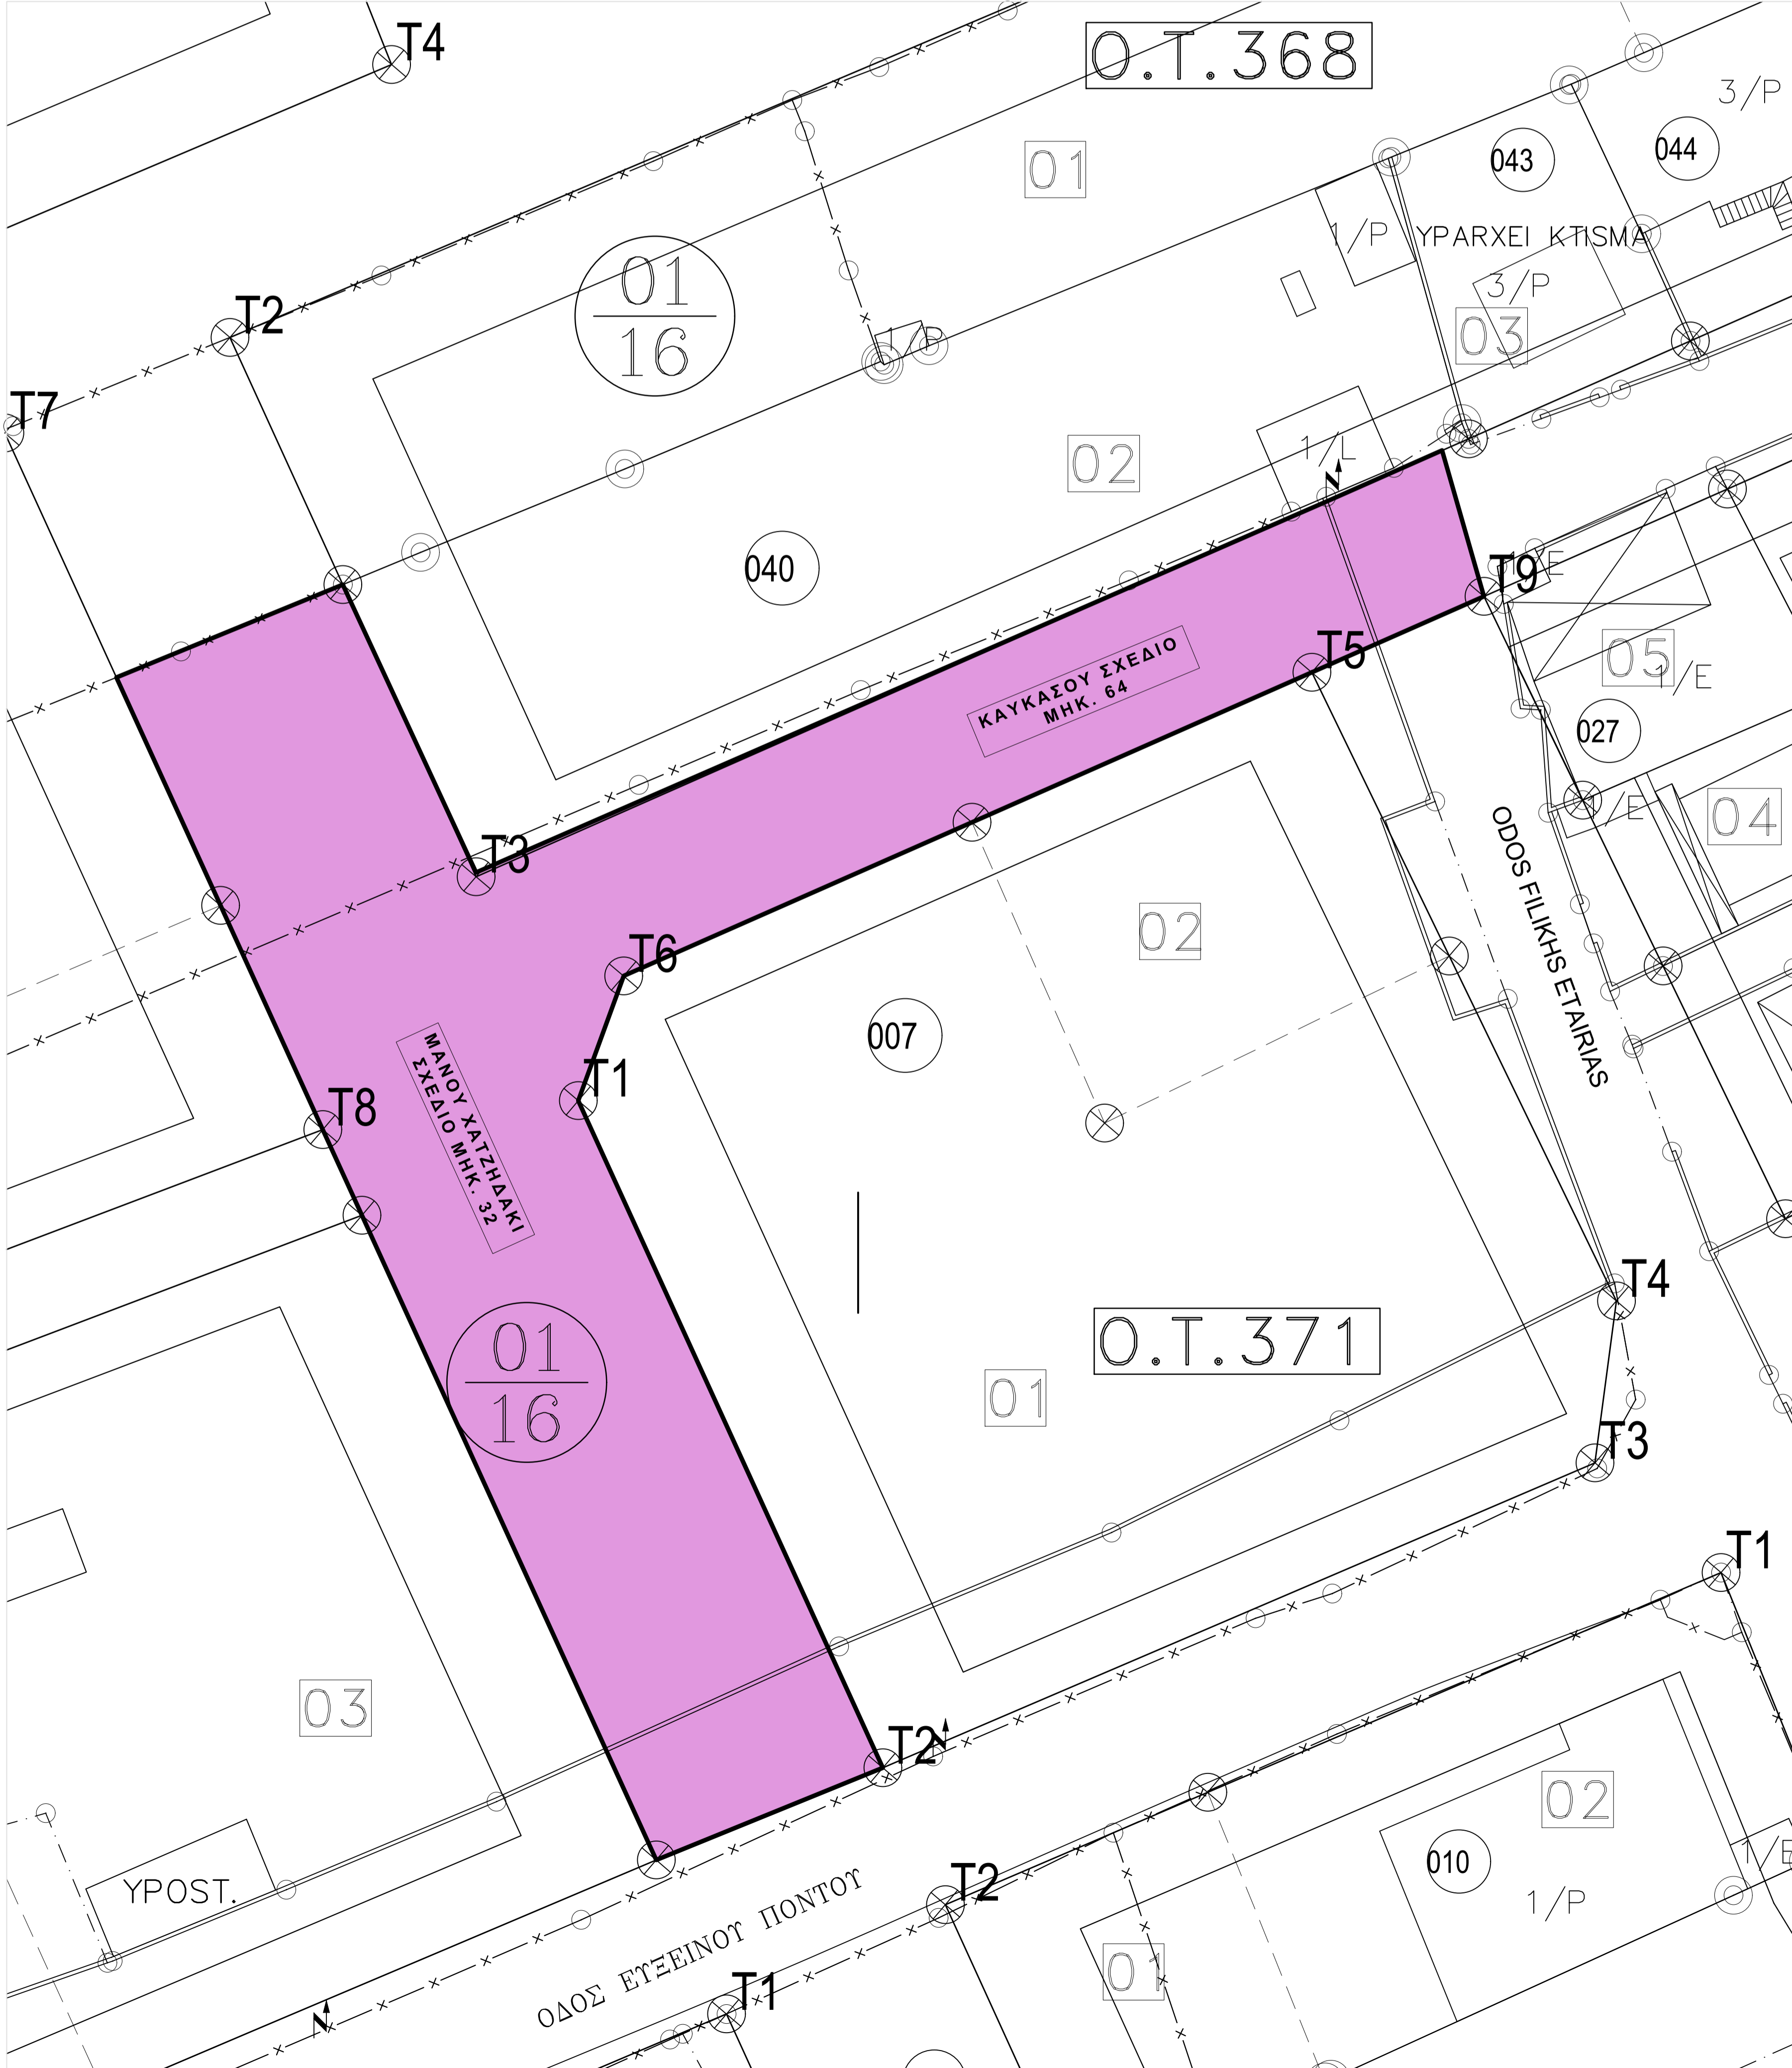 T4
O.T.368
3/P
044
043
01
1/P
YPARXEI KTISMA
3/P
01
16
T2
1/P
03
T7
1/L
02
N
040
1/E
T9
T5
05
1/E
ΚΑΥΚΑΣΟΥ ΣΧΕΔΙΟ
ΜΗΚ. 64
027
1/E
04
T3
ODOS FILIKHS ETAIRIAS
02
T6
007
T1
T8
ΜΑΝΟΥ ΧΑΤΖΗΔΑΚΙ
ΣΧΕΔΙΟ ΜΗΚ. 32
T4
01
16
O.T.371
01
T3
T1
03
T2
N
02
010
YPOST.
T2
1/P
1/E
ΟΔΟΣ ΕΥΞΕΙΝΟΥ ΠΟΝΤΟΥ
01
T1
N